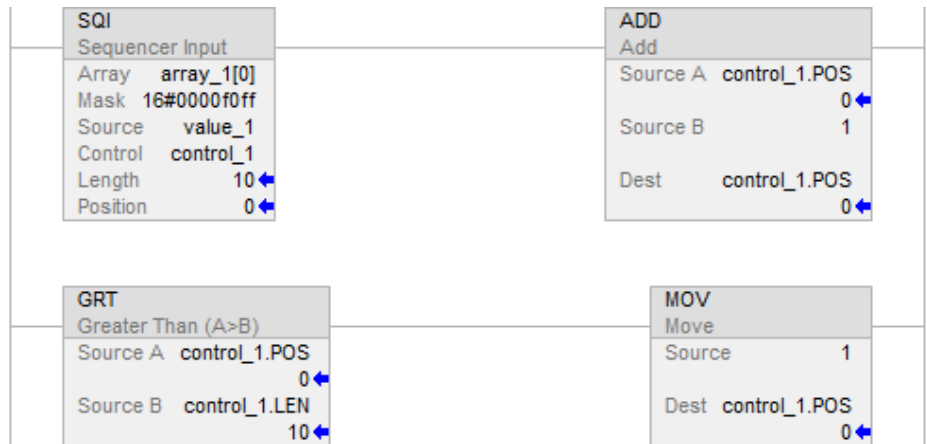 SQI
Sequencer Input
Array array_1[0]
Mask 16#0000f0ff
Source value_1
Control control_1
Length 10
Position 0
ADD
Add
Source A control_1.POS
0
Source B 1
Dest control_1.POS
0
GRT
Greater Than (A>B)
Source A control_1.POS
0
Source B control_1.LEN
10
MOV
Move
Source 1
Dest control_1.POS
0